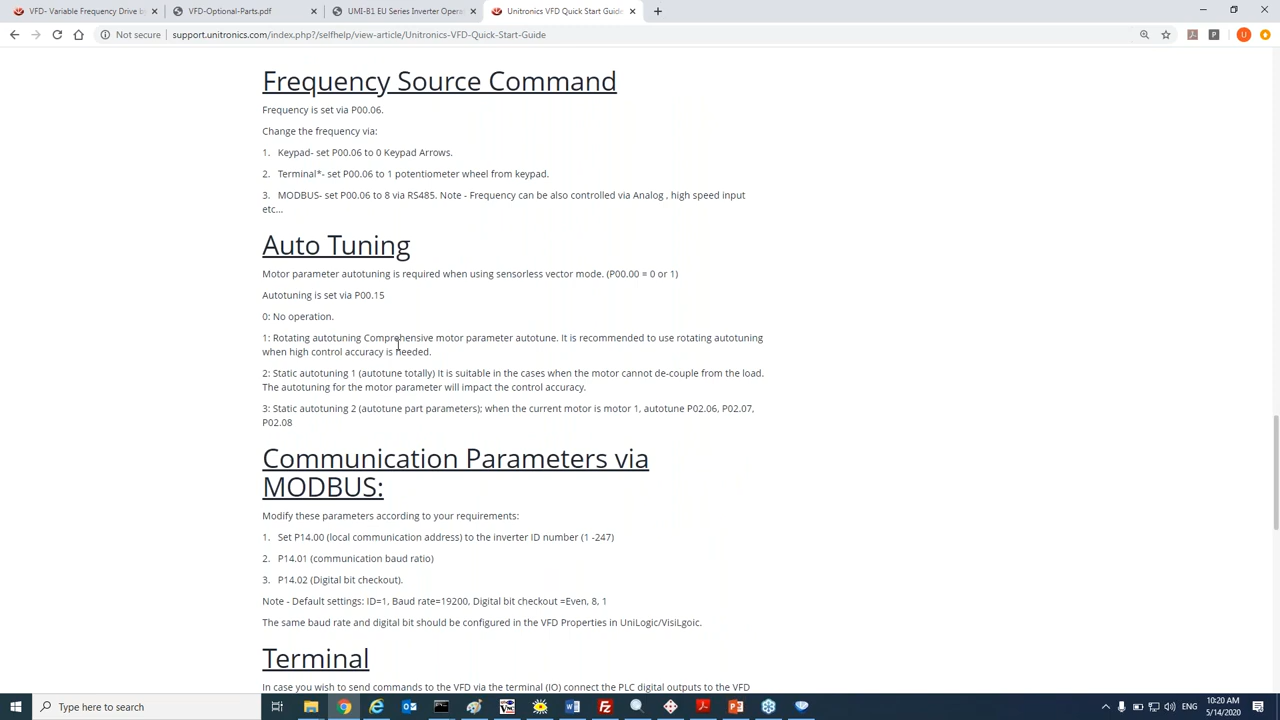 VFD- Variable Frequency Drive b
VFD-Optional-Parts.pdf
UMI-B1 EU Series Inverter Opera
Unitronics VFD Quick Start Guide
Not secure
support.unitronics.com/index.php?/selfhelp/view-article/Unitronics-VFD-Quick-Start-Guide
Frequency Source Command
Frequency is set via P00.06.
Change the frequency via:
1. Keypad- set P00.06 to 0 Keypad Arrows.
2. Terminal*- set P00.06 to 1 potentiometer wheel from keypad.
3. MODBUS- set P00.06 to 8 via RS485. Note - Frequency can be also controlled via Analog , high speed input
etc...
Auto Tuning
Motor parameter autotuning is required when using sensorless vector mode. (P00.00 = 0 or 1)
Autotuning is set via P00.15
0: No operation.
1: Rotating autotuning Comprehensive motor parameter autotune. It is recommended to use rotating autotuning
when high control accuracy is needed.
2: Static autotuning 1 (autotune totally) It is suitable in the cases when the motor cannot de-couple from the load.
The autotuning for the motor parameter will impact the control accuracy.
3: Static autotuning 2 (autotune part parameters); when the current motor is motor 1, autotune P02.06, P02.07,
P02.08
Communication Parameters via
MODBUS:
Modify these parameters according to your requirements:
1. Set P14.00 (local communication address) to the inverter ID number (1 -247)
2. P14.01 (communication baud ratio)
3. P14.02 (Digital bit checkout).
Note - Default settings: ID=1, Baud rate=19200, Digital bit checkout =Even, 8, 1
The same baud rate and digital bit should be configured in the VFD Properties in UniLogic/VisiLgoic.
Terminal
In case you wish to send commands to the VFD via the terminal (IO) connect the PLC digital outputs to the VFD
Type here to search
ENG
10:20 AM
5/14/2020